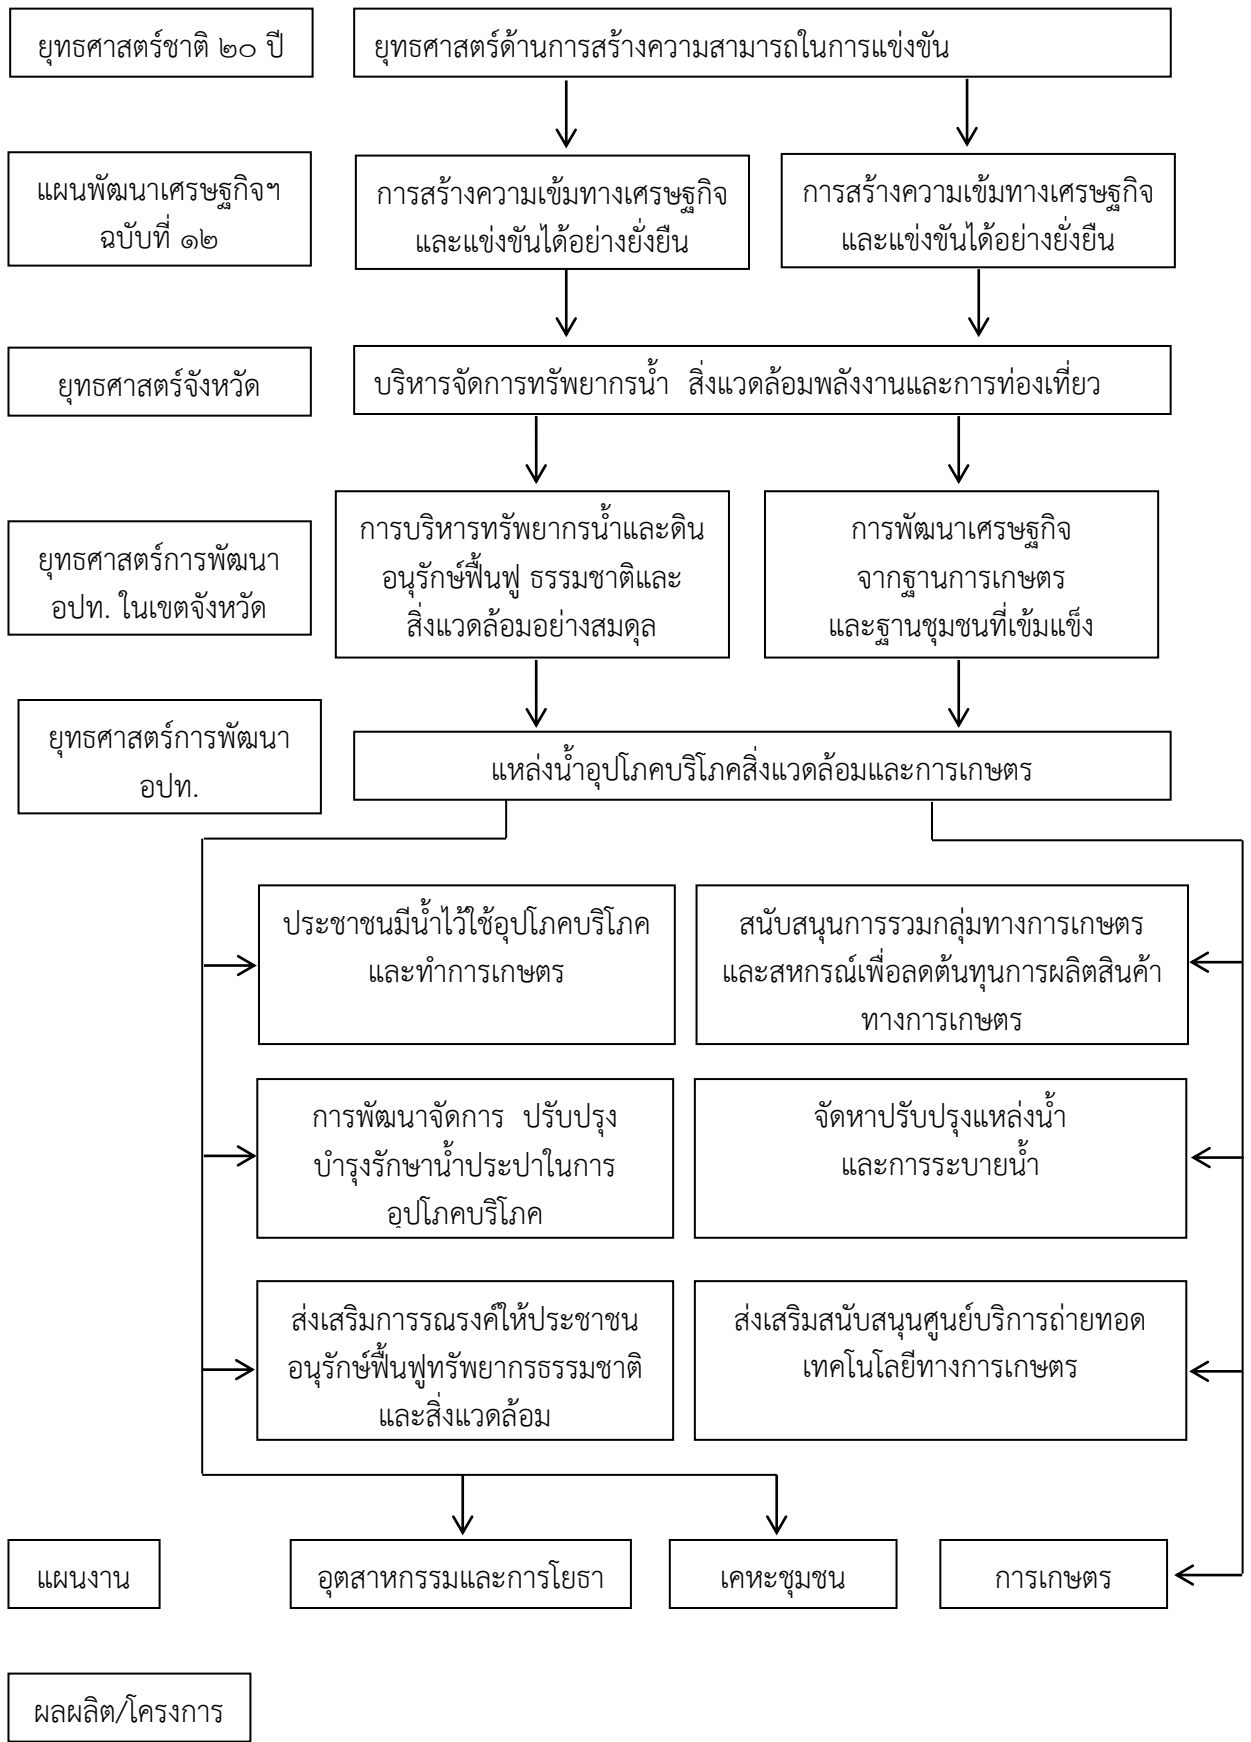 ยุทธศาสตร์ชาติ ๒๐ ปี
ยุทธศาสตร์ด้านการสร้างความสามารถในการแข่งขัน
แผนพัฒนาเศรษฐกิจฯ
ฉบับที่ ๑๒
การสร้างความเข้มทางเศรษฐกิจ
และแข่งขันได้อย่างยั่งยืน
การสร้างความเข้มทางเศรษฐกิจ
และแข่งขันได้อย่างยั่งยืน
ยุทธศาสตร์จังหวัด
บริหารจัดการทรัพยากรน้ำ สิ่งแวดล้อมพลังงานและการท่องเที่ยว
ยุทธศาสตร์การพัฒนา
อปท. ในเขตจังหวัด
การบริหารทรัพยากรน้ำและดิน
อนุรักษ์ฟื้นฟู ธรรมชาติและ
สิ่งแวดล้อมอย่างสมดุล
การพัฒนาเศรษฐกิจ
จากฐานการเกษตร
และฐานชุมชนที่เข้มแข็ง
ยุทธศาสตร์การพัฒนา
อปท.
แหล่งน้ำอุปโภคบริโภคสิ่งแวดล้อมและการเกษตร
ประชาชนมีน้ำไว้ใช้อุปโภคบริโภค
และทำการเกษตร
สนับสนุนการรวมกลุ่มทางการเกษตร
และสหกรณ์เพื่อลดต้นทุนการผลิตสินค้า
ทางการเกษตร
การพัฒนาจัดการ ปรับปรุง
บำรุงรักษาน้ำประปาในการ
อุปโภคบริโภค
จัดหาปรับปรุงแหล่งน้ำ
และการระบายน้ำ
ส่งเสริมการรณรงค์ให้ประชาชน
อนุรักษ์ฟื้นฟูทรัพยากรธรรมชาติ
และสิ่งแวดล้อม
ส่งเสริมสนับสนุนศูนย์บริการถ่ายทอด
เทคโนโลยีทางการเกษตร
แผนงาน
อุตสาหกรรมและการโยธา
เคหะชุมชน
การเกษตร
ผลผลิต/โครงการ